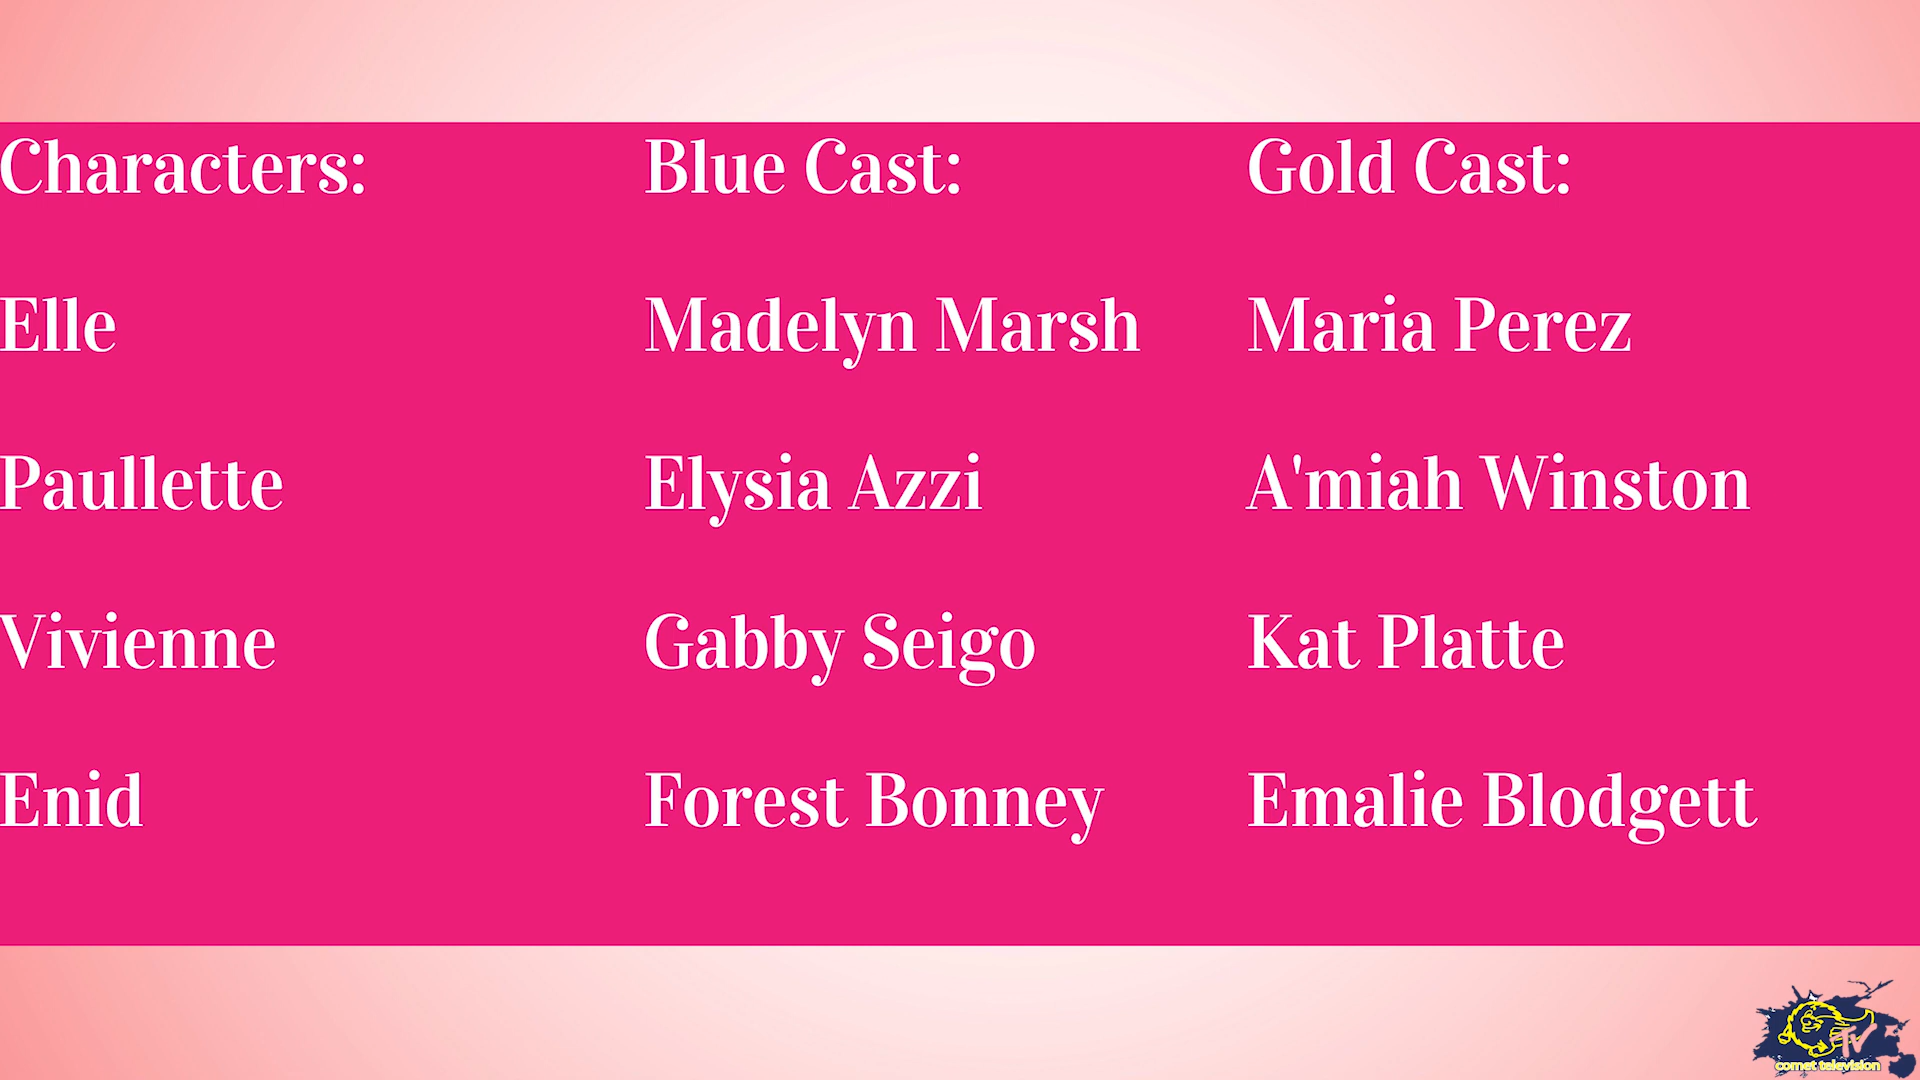 Characters: Blue Cast: Gold Cast:
Elle Madelyn Marsh Maria Perez
Paullette Elysia Azzi A'miah Winston
Vivienne Gabby Seigo Kat Platte
Enid Forest Bonney Emalie Blodgett
TV
comet television